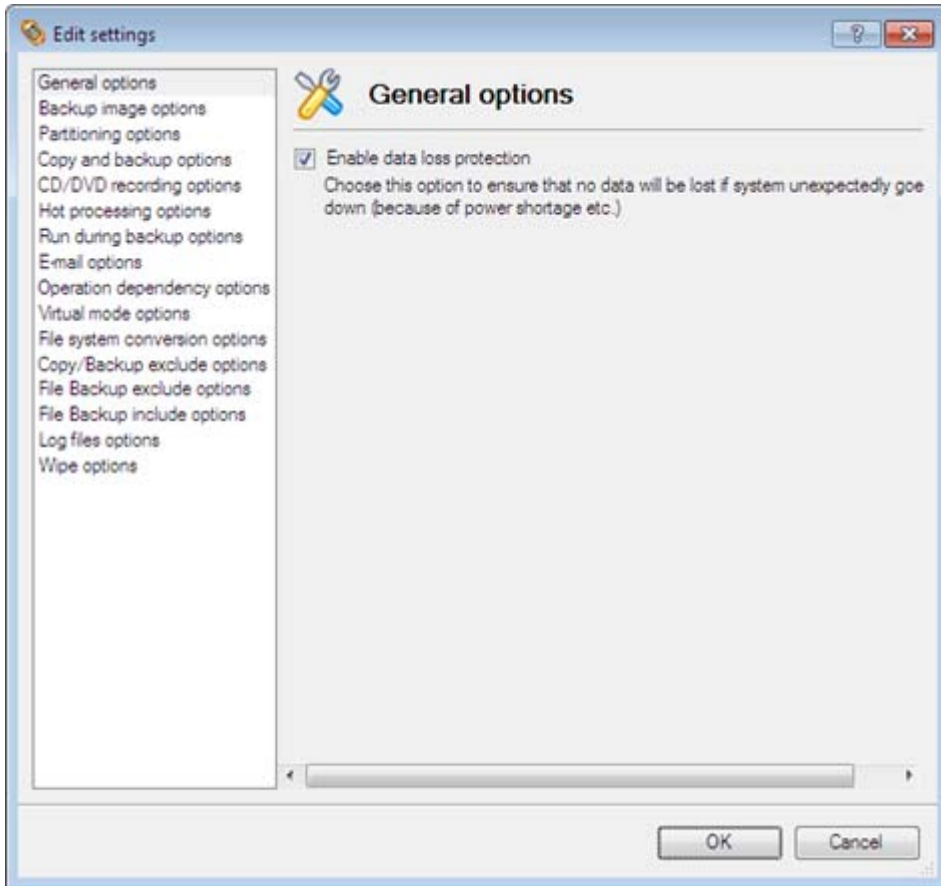 Edit settings
General options
Backup image options
Partitioning options
Copy and backup options
CD/DVD recording options
Hot processing options
Run during backup options
E-mail options
Operation dependency options
Virtual mode options
File system conversion options
Copy/Backup exclude options
File Backup exclude options
File Backup include options
Log files options
Wipe options
General options
Enable data loss protection
Choose this option to ensure that no data will be lost if system unexpectedly goe
down (because of power shortage etc.)
OK
Cancel